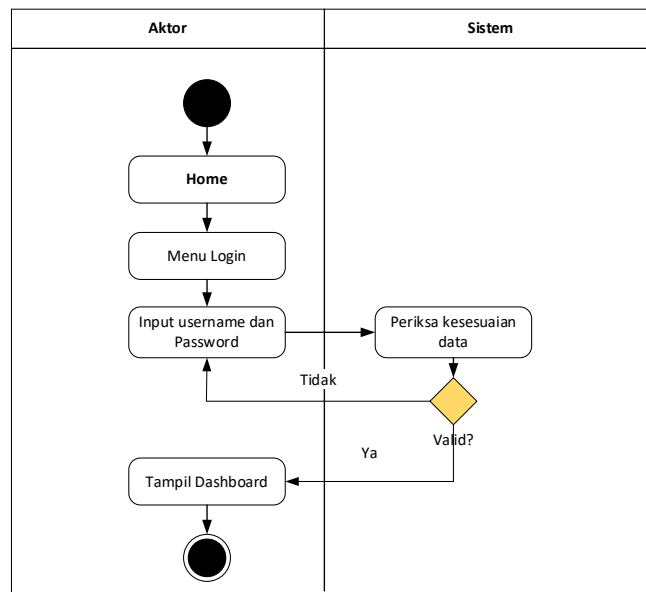 Aktor
Sistem
Home
Menu Login
Input username dan
Password
Periksa kesesuaian
data
Tidak
Valid?
Ya
Tampil Dashboard